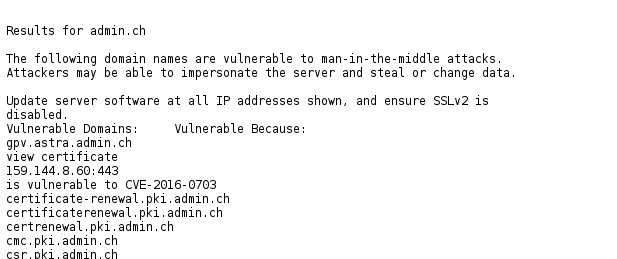 Results for admin.ch
The following domain names are vulnerable to man-in-the-middle attacks.
Attackers may be able to impersonate the server and steal or change data.
Update server software at all IP addresses shown, and ensure SSLv2 is
disabled.
Vulnerable Domains:     Vulnerable Because:
gpv.astra.admin.ch
view certificate
159.144.8.60:443
is vulnerable to CVE-2016-0703
certificate-renewal.pki.admin.ch
certificaterenewal.pki.admin.ch
certrenewal.pki.admin.ch
cmc.pki.admin.ch
csr.pki.admin.ch